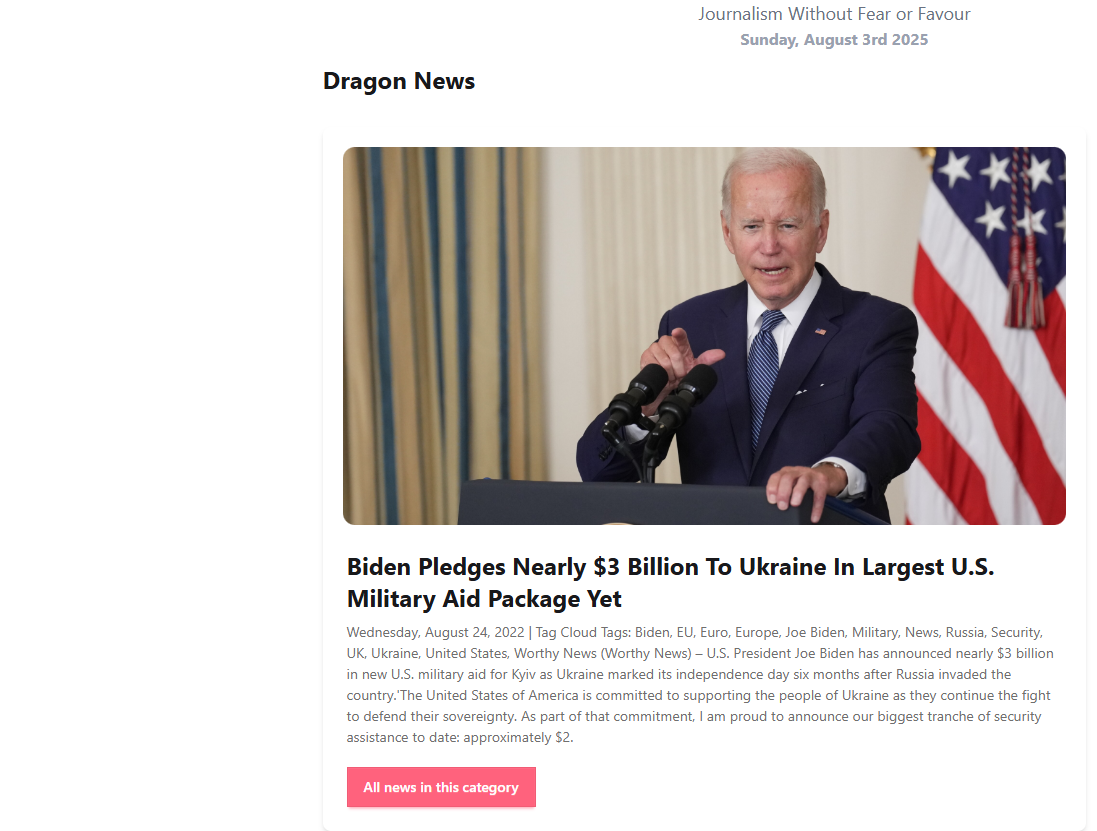 Journalism Without Fear or Favour
Sunday, August 3rd 2025
Dragon News
Biden Pledges Nearly $3 Billion To Ukraine In Largest U.S.
Military Aid Package Yet
Wednesday, August 24, 2022 | Tag Cloud Tags: Biden, EU, Euro, Europe, Joe Biden, Military, News, Russia, Security,
UK, Ukraine, United States, Worthy News (Worthy News) – U.S. President Joe Biden has announced nearly $3 billion
in new U.S. military aid for Kyiv as Ukraine marked its independence day six months after Russia invaded the
country.'The United States of America is committed to supporting the people of Ukraine as they continue the fight
to defend their sovereignty. As part of that commitment, I am proud to announce our biggest tranche of security
assistance to date: approximately $2.
All news in this category